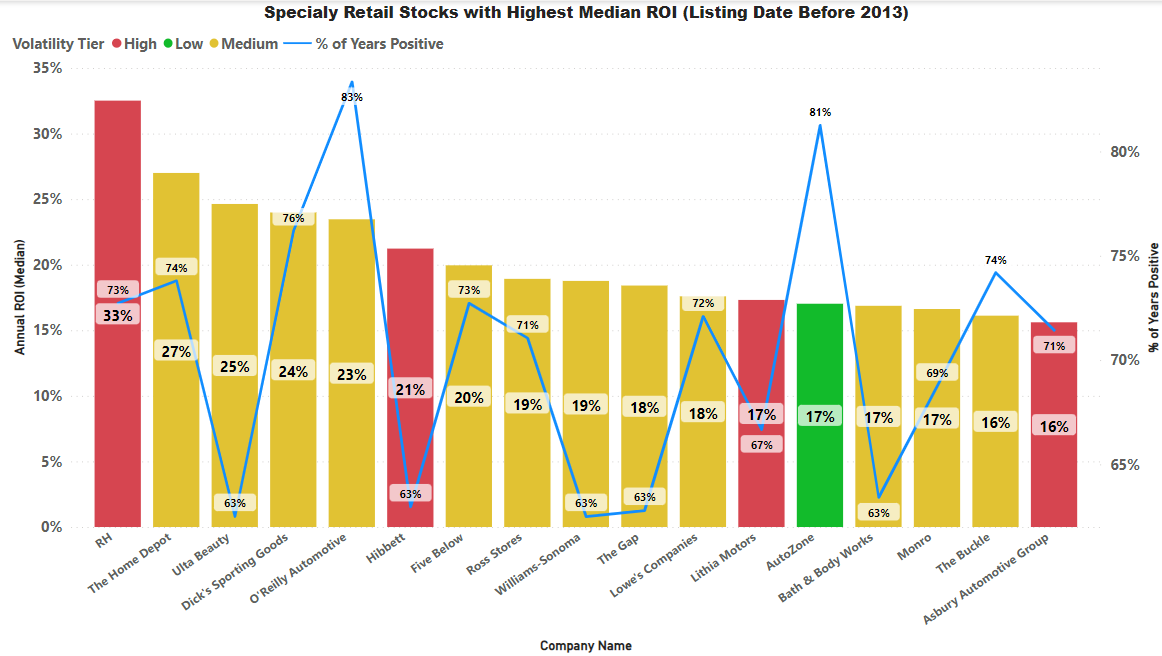 Specialy Retail Stocks with Highest Median ROI (Listing Date Before 2013)
Volatility Tier High Low Medium % of Years Positive
35%
30%
25%
20%
15%
10%
5%
0%
Annual ROI (Median)
80%
75%
70%
65%
% of Years Positive
73%
74%
63%
76%
83%
63%
73%
71%
63%
63%
72%
67%
81%
63%
69%
74%
71%
33%
27%
25%
24%
23%
21%
20%
19%
19%
18%
18%
17%
17%
17%
17%
16%
16%
RH
The Home Depot
Ulta Beauty
Dick's Sporting Goods
O'Reilly Automotive
Hibbett
Five Below
Ross Stores
Williams-Sonoma
The Gap
Lowe's Companies
Lithia Motors
AutoZone
Bath & Body Works
Monro
The Buckle
Asbury Automotive Group
Company Name